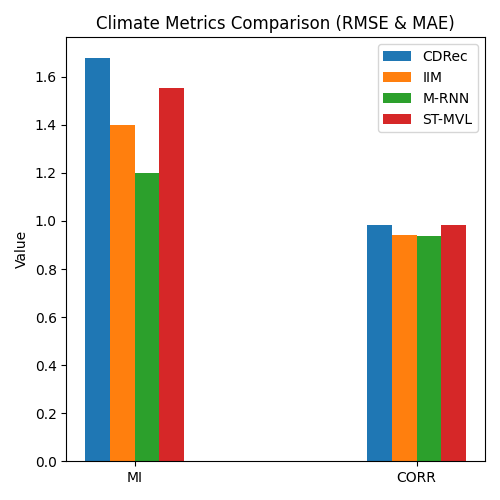 Climate Metrics Comparison (RMSE & MAE)
CDRec
IIM
M-RNN
ST-MVL
Value
1.6
1.4
1.2
1.0
0.8
0.6
0.4
0.2
0.0
MI CORR